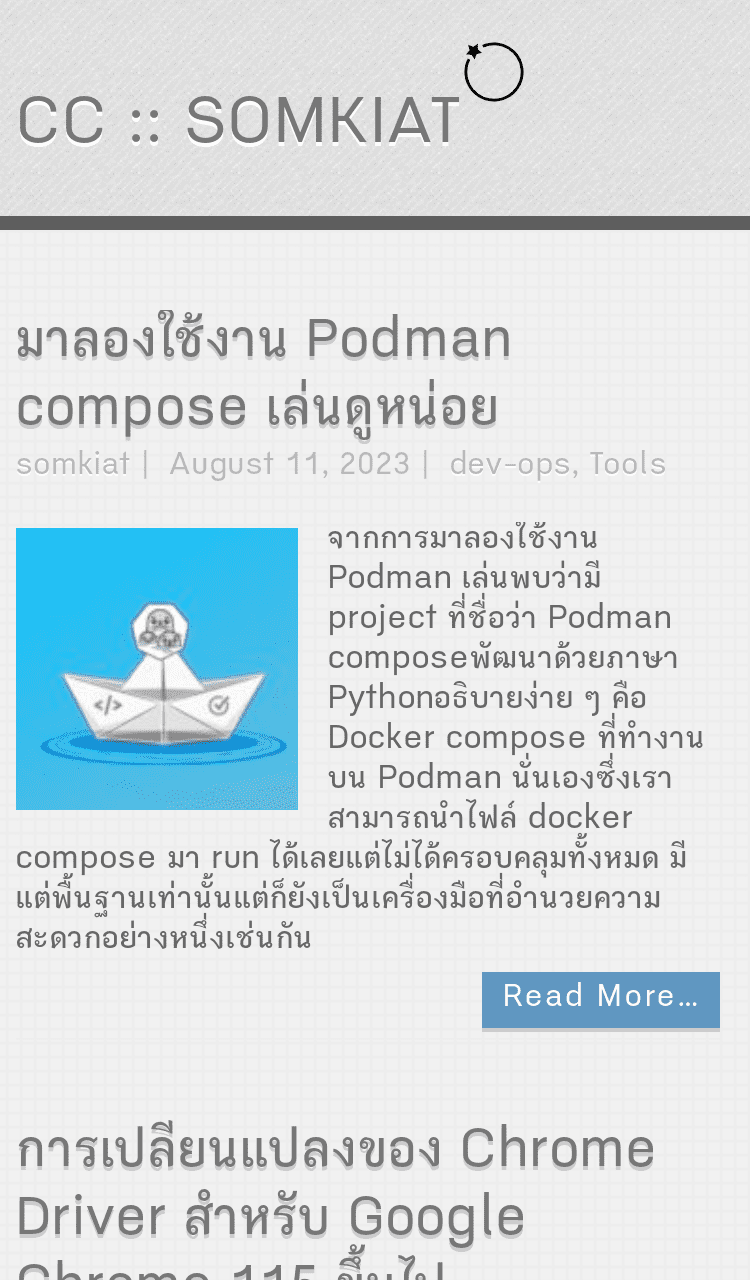 CC :: SOMKIAT
มาลองใช้งาน Podman
compose เล่นดูหน่อย
somkiat | August 11, 2023 | dev-ops, Tools
จากการมาลองใช้งาน
Podman เล่นพบว่ามี
project ที่ชื่อว่า Podman
composeพัฒนาด้วยภาษา
Pythonอธิบายง่าย ๆ คือ
Docker compose ที่ทำงาน
บน Podman นั่นเองซึ่งเรา
สามารถนำไฟล์ docker
compose มา run ได้เลยแต่ไม่ได้ครอบคลุมทั้งหมด มี
แต่พื้นฐานเท่านั้นแต่ก็ยังเป็นเครื่องมือที่อำนวยความ
สะดวกอย่างหนึ่งเช่นกัน
Read More…
การเปลี่ยนแปลงของ Chrome
Driver สำหรับ Google
Chrome 115 ขึ้นไป